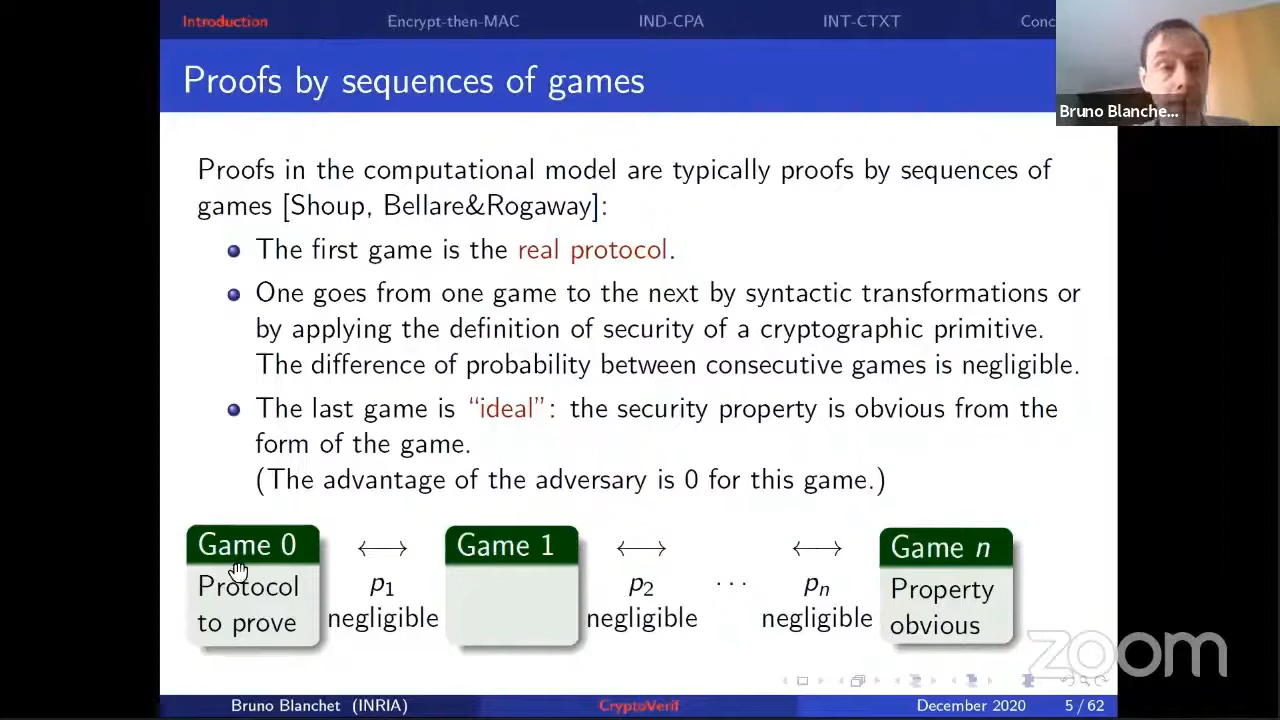 Introduction Encrypt-then-MAC IND-CPA INT-CTXT Conc
Proofs by sequences of games
Bruno Blanche...
Proofs in the computational model are typically proofs by sequences of
games [Shoup, Bellare&Rogaway]:
The first game is the real protocol.
One goes from one game to the next by syntactic transformations or
by applying the definition of security of a cryptographic primitive.
The difference of probability between consecutive games is negligible.
The last game is “ideal”: the security property is obvious from the
form of the game.
(The advantage of the adversary is 0 for this game.)
Game 0 ⟷ Game 1 ⟷ ⟷ Game n
Protocol p1 p2 ··· pn Property
to prove negligible negligible negligible obvious
zoom
Bruno Blanchet (INRIA) CryptoVerif December 2020 5 / 62